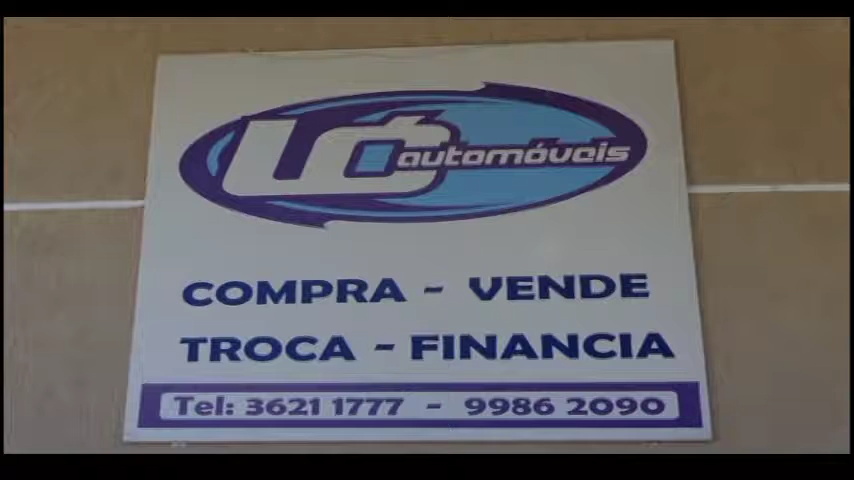 automóveis
COMPRA - VENDE
TROCA - FINANCIA
Tel: 3621 1777 - 9986 2090